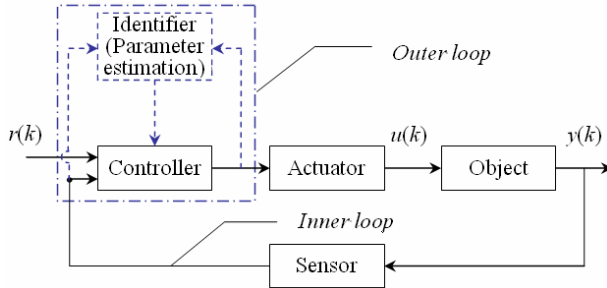 Identifier
(Parameter
estimation)
Outer loop
r(k)
Controller
Actuator
u(k)
Object
y(k)
Inner loop
Sensor